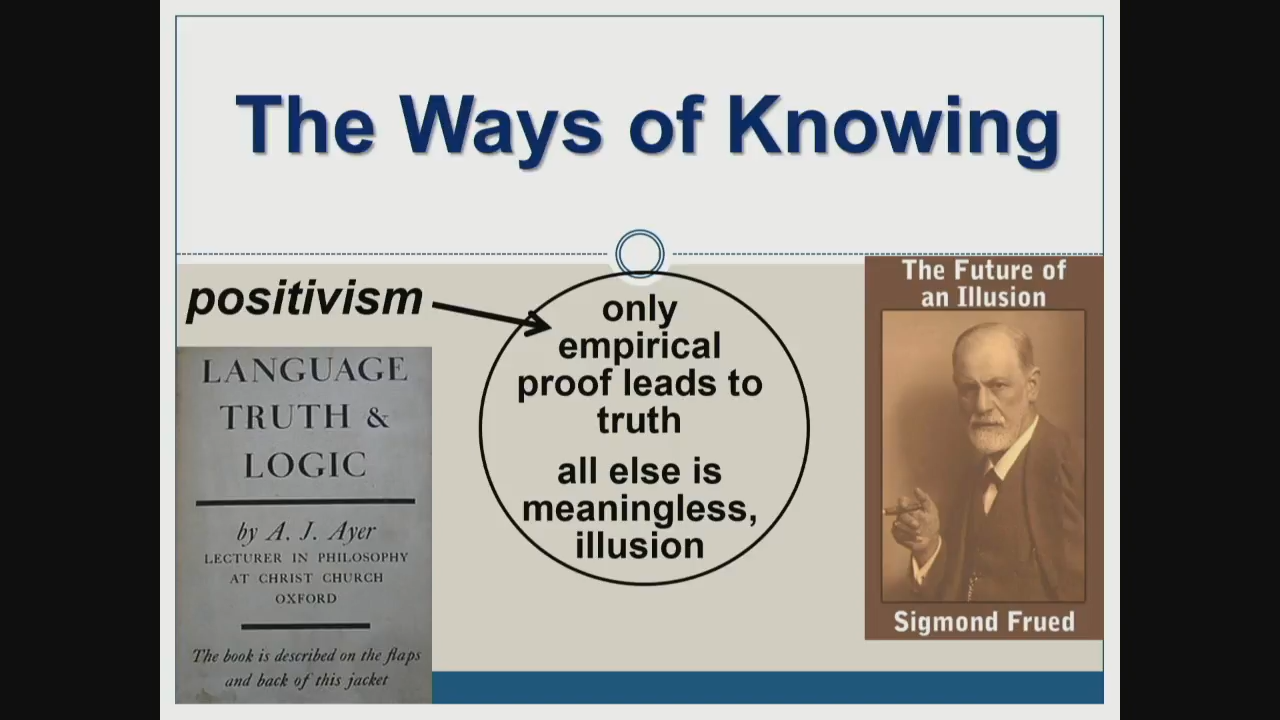 The Ways of Knowing
positivism
LANGUAGE
TRUTH &
LOGIC
by A. J. Ayer
LECTURER IN PHILOSOPHY
AT CHRIST CHURCH
OXFORD
The book is described on the flaps
and back of this jacket
only
empirical
proof leads to
truth
all else is
meaningless,
illusion
The Future of
an Illusion
Sigmond Frued